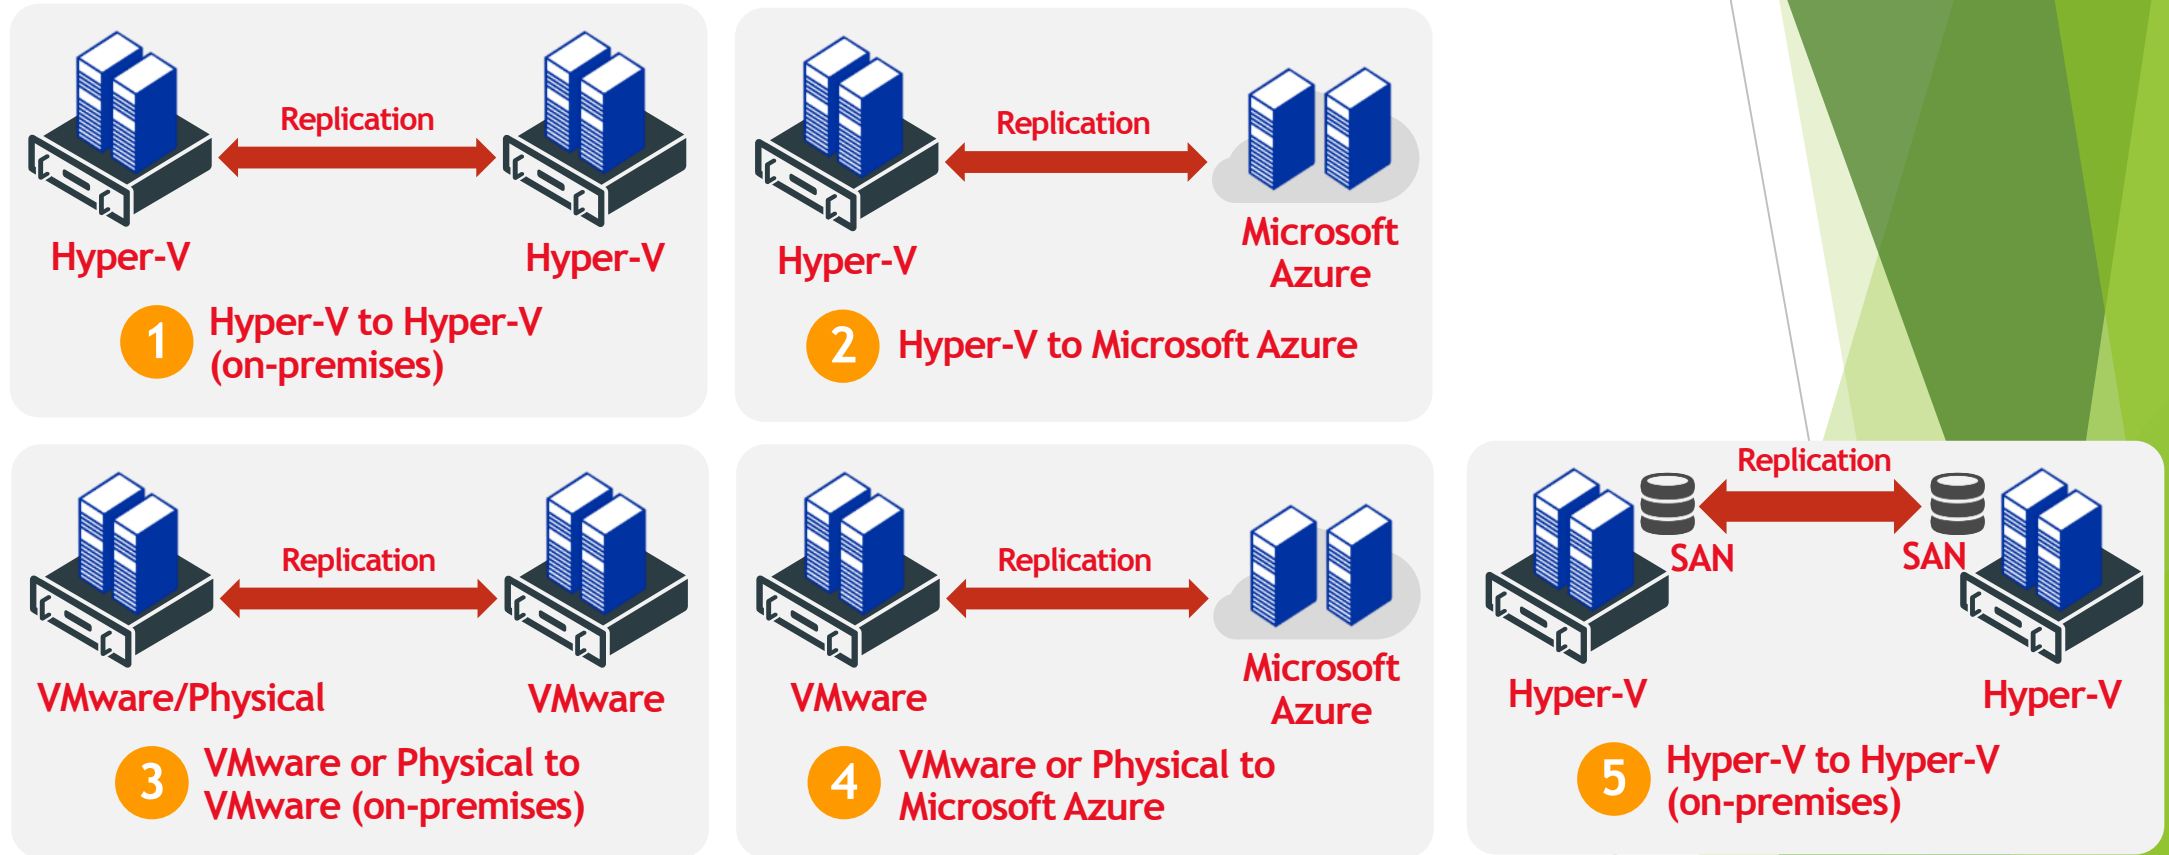 Replication
Hyper-V
Hyper-V
1
Hyper-V to Hyper-V
(on-premises)
Replication
Hyper-V
Microsoft
Azure
2
Hyper-V to Microsoft Azure
Replication
VMware/Physical
VMware
3
VMware or Physical to
VMware (on-premises)
Replication
VMware
Microsoft
Azure
4
VMware or Physical to
Microsoft Azure
Replication
SAN
SAN
Hyper-V
Hyper-V
5
Hyper-V to Hyper-V
(on-premises)